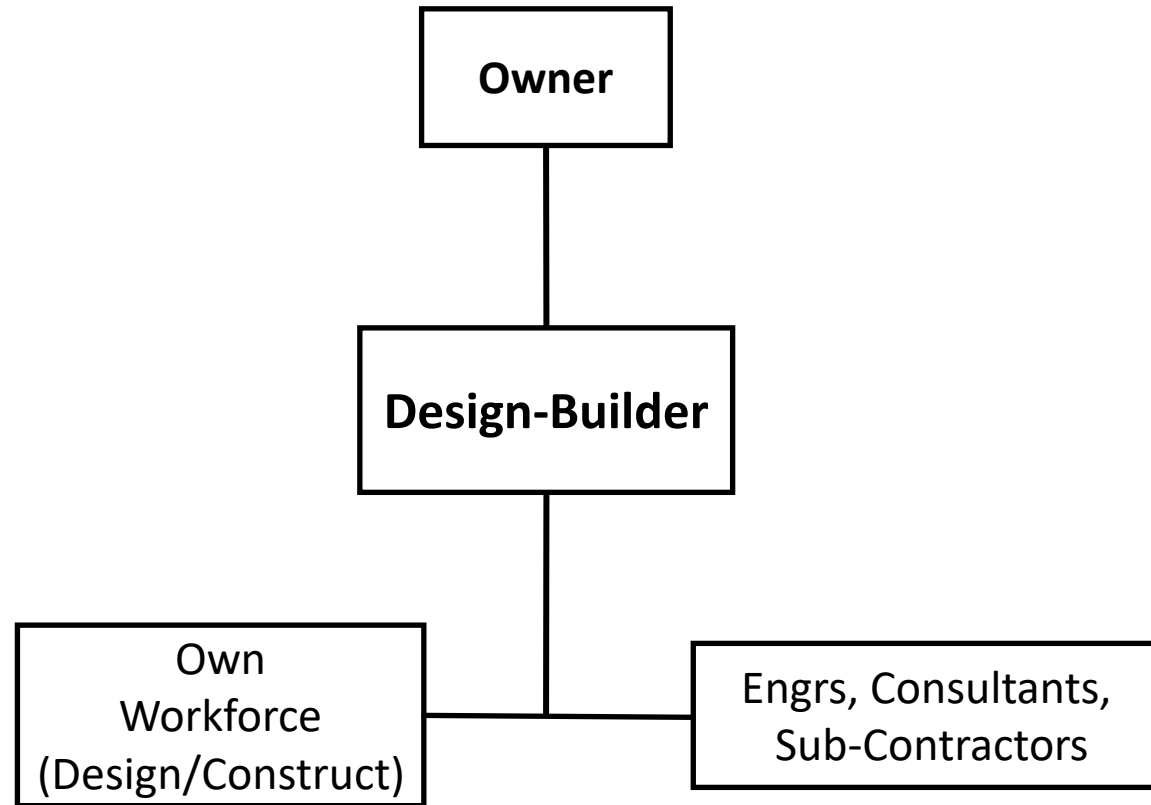 Owner
Design-Builder
Own
Workforce
(Design/Construct)
Engrs, Consultants,
Sub-Contractors